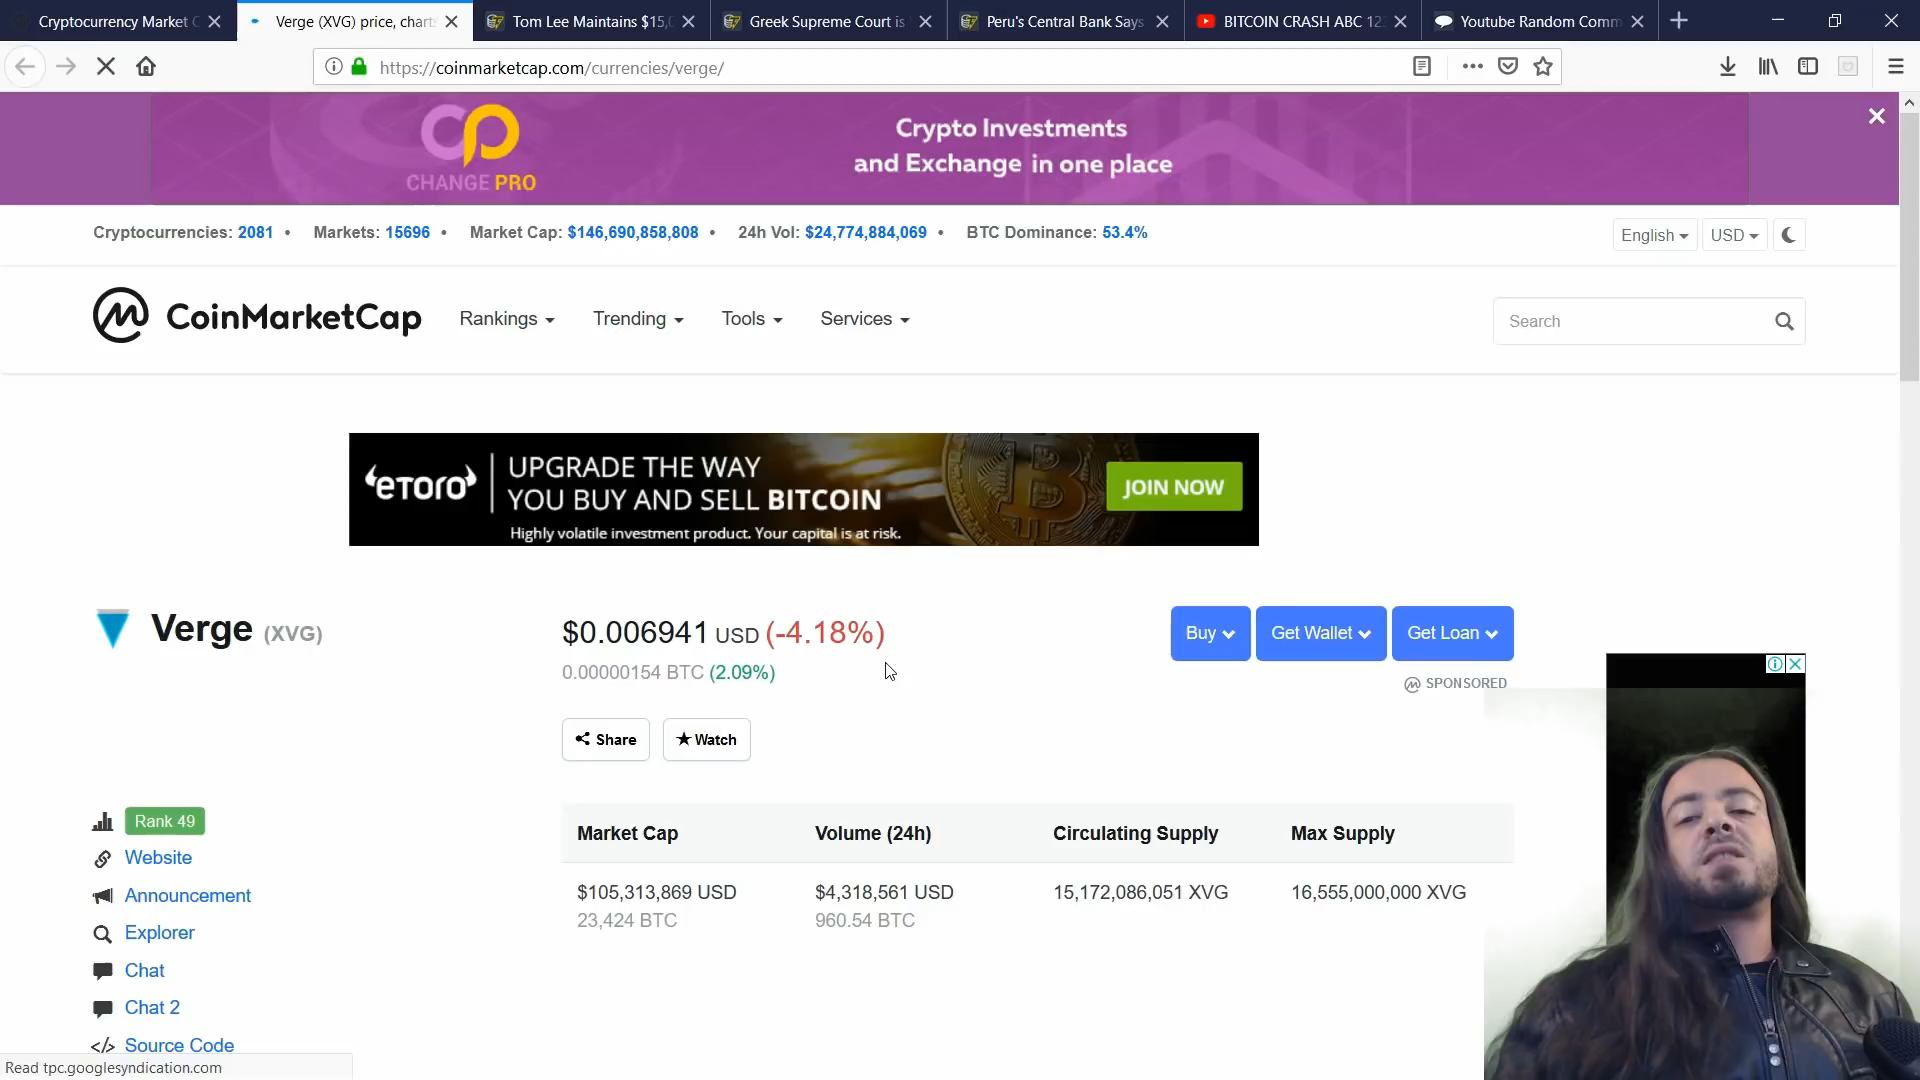 Cryptocurrency Market C
Verge (XVG) price, chart
Tom Lee Maintains $15,0
Greek Supreme Court is
Peru's Central Bank Says
BITCOIN CRASH ABC 12
Youtube Random Comm
https://coinmarketcap.com/currencies/verge/
CHANGE PRO
Crypto Investments
and Exchange in one place
Cryptocurrencies: 2081 • Markets: 15696 • Market Cap: $146,690,858,808 • 24h Vol: $24,774,884,069 • BTC Dominance: 53.4%
English
USD
CoinMarketCap
Rankings
Trending
Tools
Services
Search
eTORO
UPGRADE THE WAY
YOU BUY AND SELL BITCOIN
Highly volatile investment product. Your capital is at risk.
JOIN NOW
Verge (XVG)
$0.006941 USD (-4.18%)
0.00000154 BTC (2.09%)
Buy
Get Wallet
Get Loan
SPONSORED
Share
Watch
Rank 49
Website
Announcement
Explorer
Chat
Chat 2
Source Code
Market Cap
Volume (24h)
Circulating Supply
Max Supply
$105,313,869 USD
$4,318,561 USD
15,172,086,051 XVG
16,555,000,000 XVG
23,424 BTC
960.54 BTC
Read tpc.googlesyndication.com